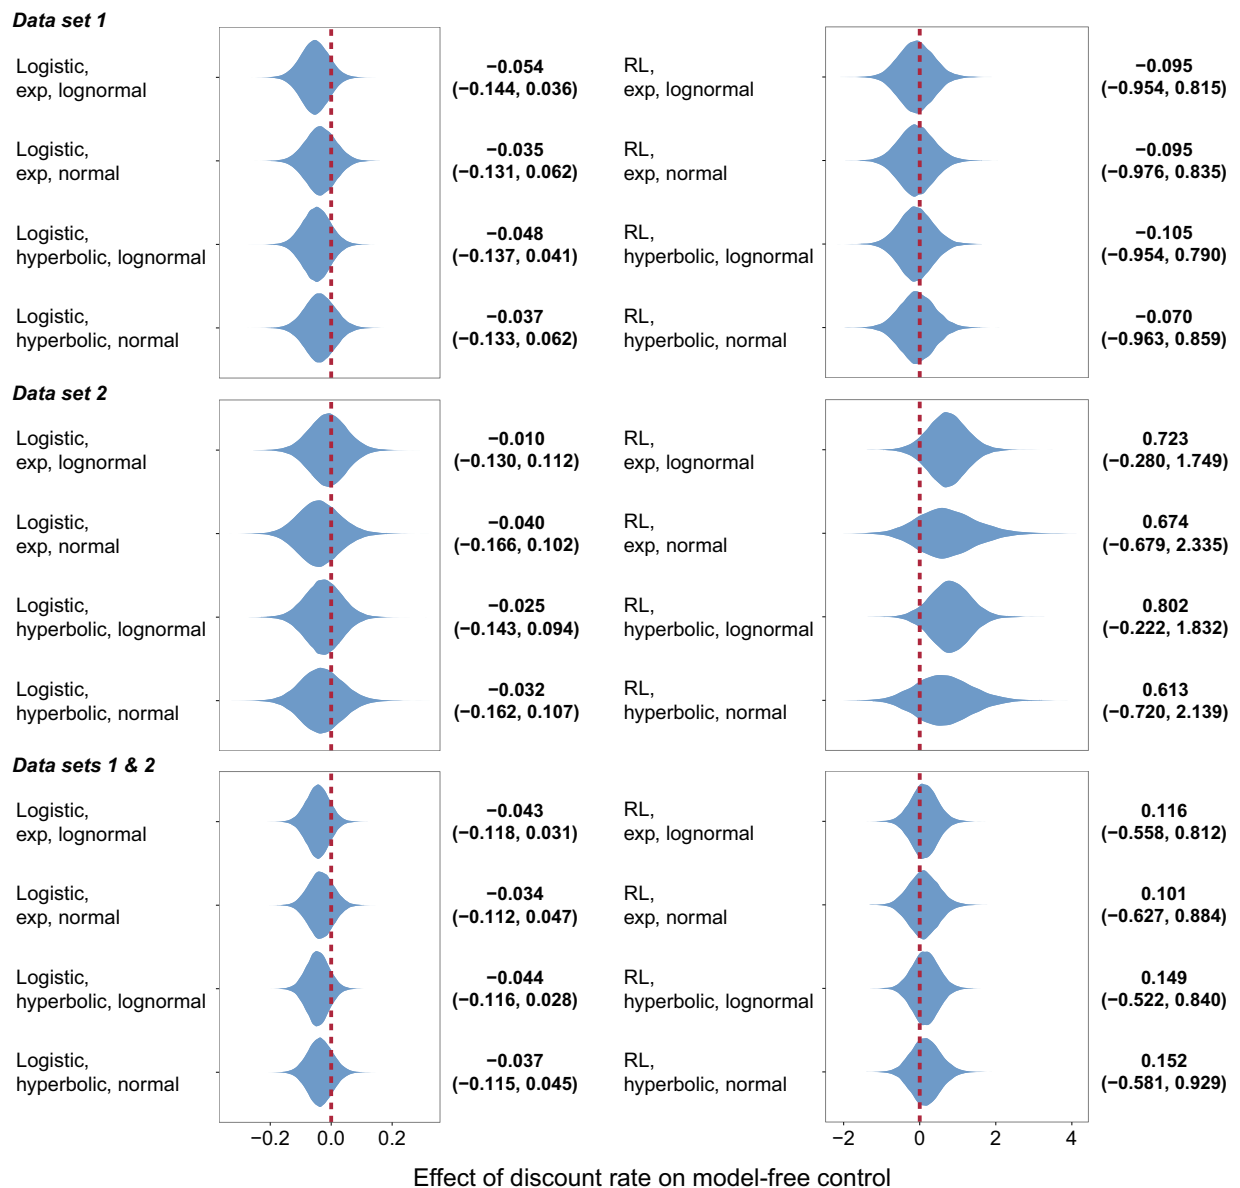 Data set 1
Logistic,
exp, lognormal
−0.054
(−0.144, 0.036)
RL,
exp, lognormal
−0.095
(−0.954, 0.815)
Logistic,
exp, normal
−0.035
(−0.131, 0.062)
RL,
exp, normal
−0.095
(−0.976, 0.835)
Logistic,
hyperbolic, lognormal
−0.048
(−0.137, 0.041)
RL,
hyperbolic, lognormal
−0.105
(−0.954, 0.790)
Logistic,
hyperbolic, normal
−0.037
(−0.133, 0.062)
RL,
hyperbolic, normal
−0.070
(−0.963, 0.859)
Data set 2
Logistic,
exp, lognormal
−0.010
(−0.130, 0.112)
RL,
exp, lognormal
0.723
(−0.280, 1.749)
Logistic,
exp, normal
−0.040
(−0.166, 0.102)
RL,
exp, normal
0.674
(−0.679, 2.335)
Logistic,
hyperbolic, lognormal
−0.025
(−0.143, 0.094)
RL,
hyperbolic, lognormal
0.802
(−0.222, 1.832)
Logistic,
hyperbolic, normal
−0.032
(−0.162, 0.107)
RL,
hyperbolic, normal
0.613
(−0.720, 2.139)
Data sets 1 & 2
Logistic,
exp, lognormal
−0.043
(−0.118, 0.031)
RL,
exp, lognormal
0.116
(−0.558, 0.812)
Logistic,
exp, normal
−0.034
(−0.112, 0.047)
RL,
exp, normal
0.101
(−0.627, 0.884)
Logistic,
hyperbolic, lognormal
−0.044
(−0.116, 0.028)
RL,
hyperbolic, lognormal
0.149
(−0.522, 0.840)
Logistic,
hyperbolic, normal
−0.037
(−0.115, 0.045)
RL,
hyperbolic, normal
0.152
(−0.581, 0.929)
−0.2 0.0 0.2
−2 0 2 4
Effect of discount rate on model-free control